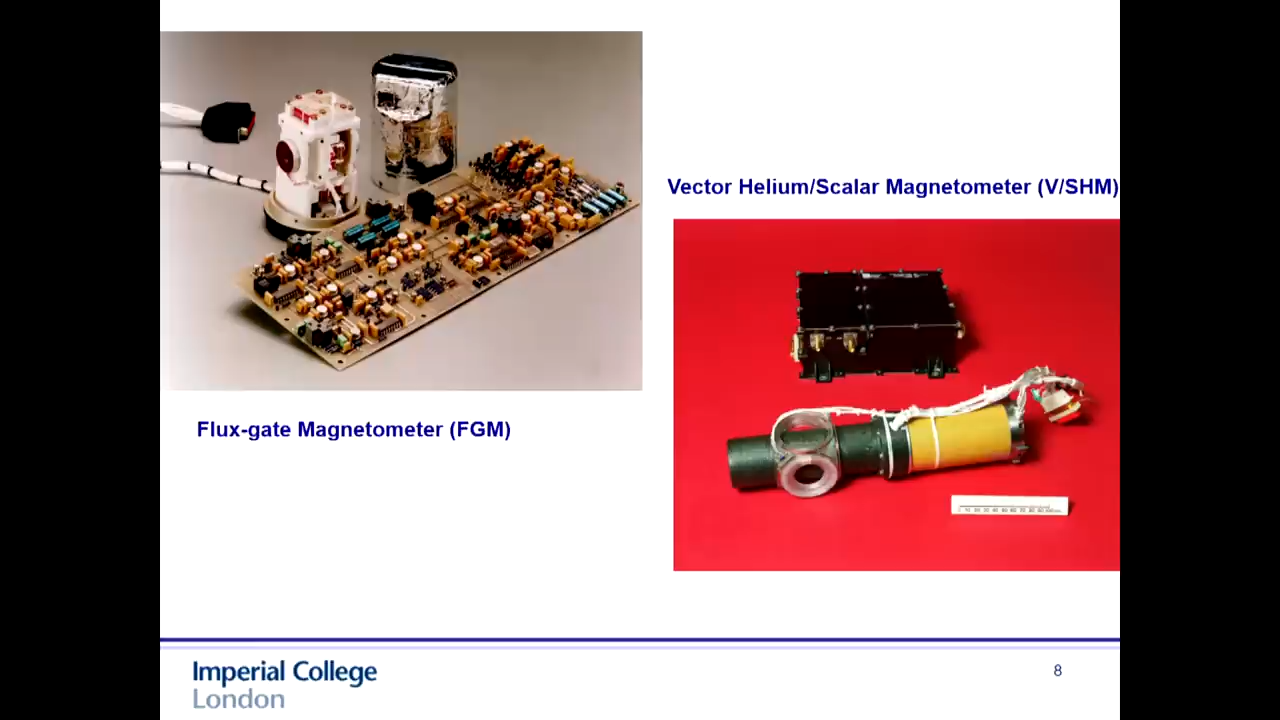 Vector Helium/Scalar Magnetometer (V/SHM)
Flux-gate Magnetometer (FGM)
Imperial College
London
8